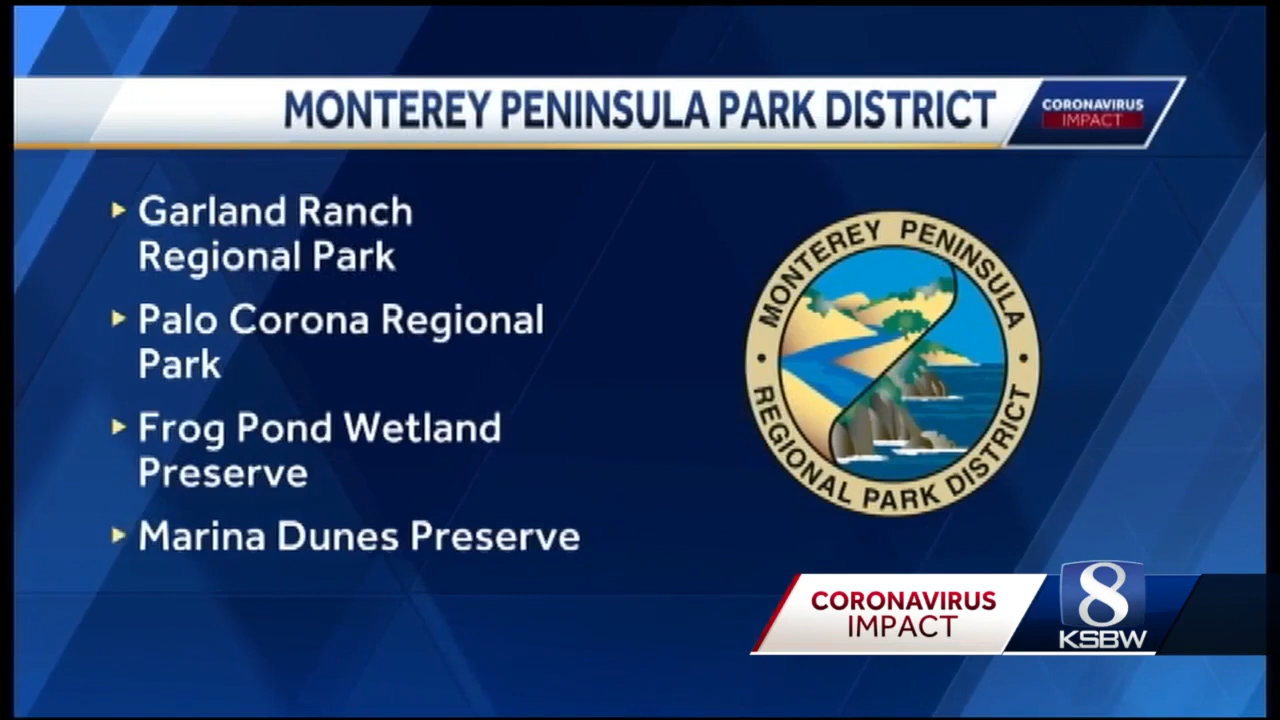 MONTEREY PENINSULA PARK DISTRICT
CORONAVIRUS
IMPACT
Garland Ranch
Regional Park
Palo Corona Regional
Park
Frog Pond Wetland
Preserve
Marina Dunes Preserve
MONTEREY PENINSULA
REGIONAL PARK DISTRICT
CORONAVIRUS
IMPACT
8
KSBW